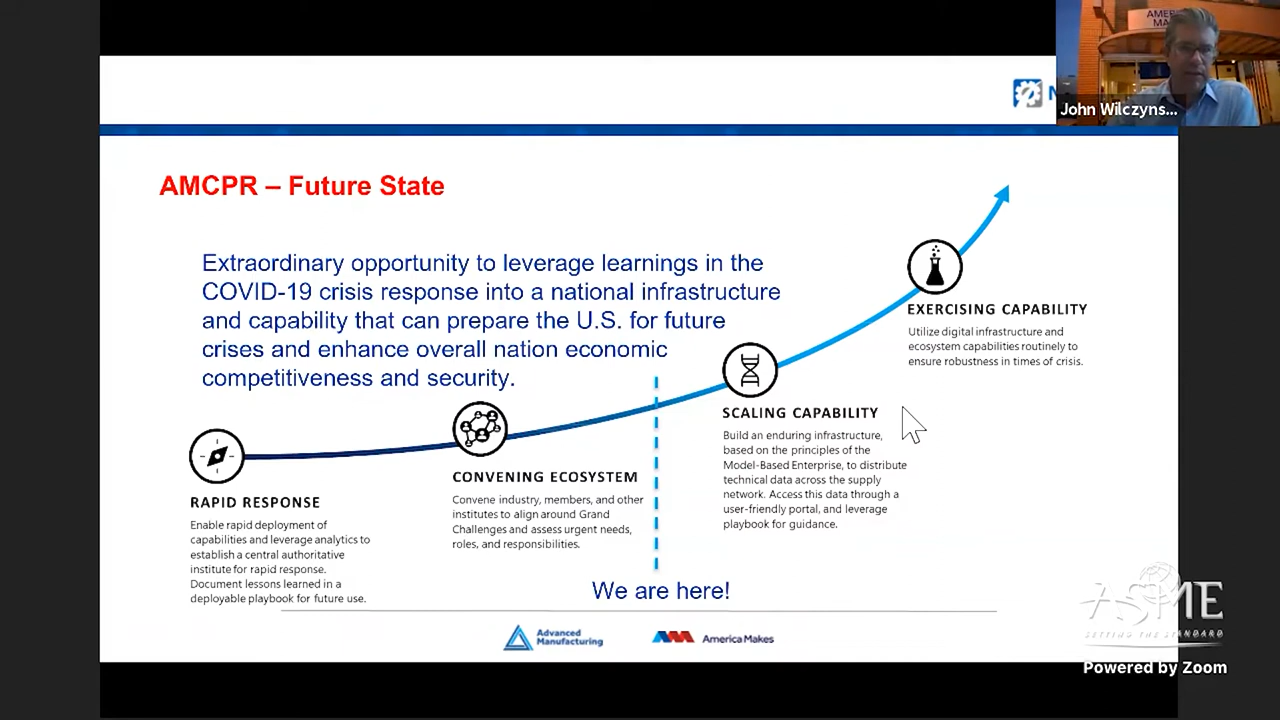 AMER
MA
John Wilczyns...
AMCPR – Future State
Extraordinary opportunity to leverage learnings in the
COVID-19 crisis response into a national infrastructure
and capability that can prepare the U.S. for future
crises and enhance overall nation economic
competitiveness and security.
EXERCISING CAPABILITY
Utilize digital infrastructure and
ecosystem capabilities routinely to
ensure robustness in times of crisis.
SCALING CAPABILITY
Build an enduring infrastructure,
based on the principles of the
Model-Based Enterprise, to distribute
technical data across the supply
network. Access this data through a
user-friendly portal, and leverage
playbook for guidance.
CONVENING ECOSYSTEM
Convene industry, members, and other
institutes to align around Grand
Challenges and assess urgent needs,
roles, and responsibilities.
RAPID RESPONSE
Enable rapid deployment of
capabilities and leverage analytics to
establish a central authoritative
institute for rapid response.
Document lessons learned in a
deployable playbook for future use.
We are here!
Advanced
Manufacturing
America Makes
ASME
SETTING THE STANDARD
Powered by Zoom